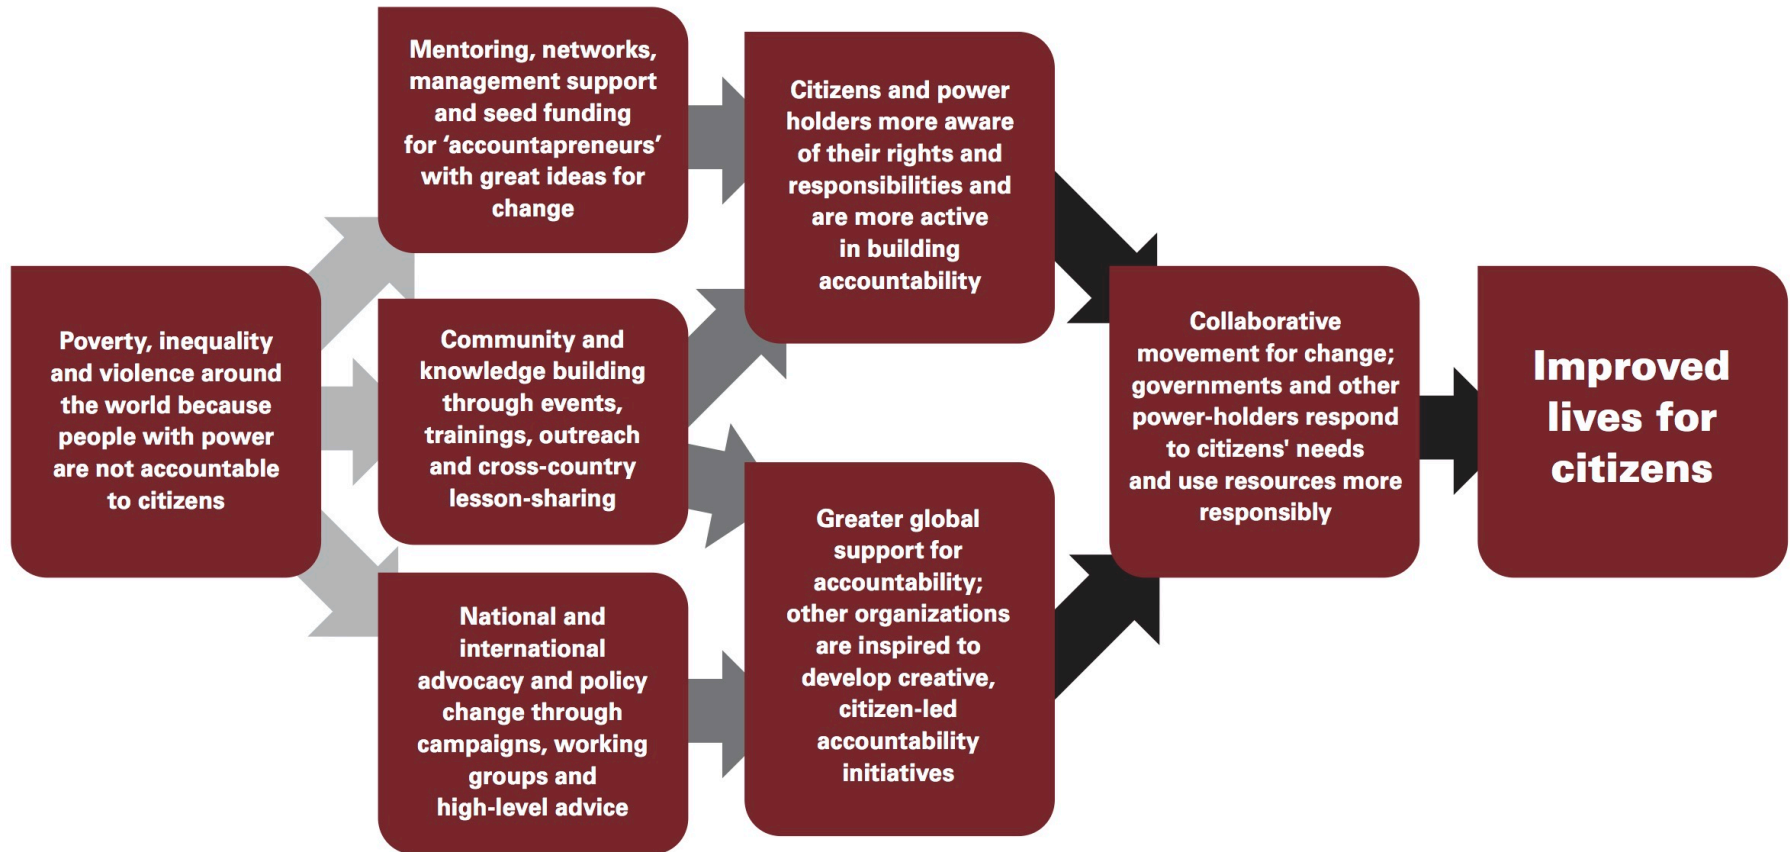 Poverty, inequality
and violence around
the world because
people with power
are not accountable
to citizens
Mentoring, networks,
management support
and seed funding
for ‘accountapreneurs’
with great ideas for
change
Community and
knowledge building
through events,
trainings, outreach
and cross-country
lesson-sharing
National and
international
advocacy and policy
change through
campaigns, working
groups and
high-level advice
Citizens and power
holders more aware
of their rights and
responsibilities and
are more active
in building
accountability
Greater global
support for
accountability;
other organizations
are inspired to
develop creative,
citizen-led
accountability
initiatives
Collaborative
movement for change;
governments and other
power-holders respond
to citizens' needs
and use resources more
responsibly
Improved
lives for
citizens